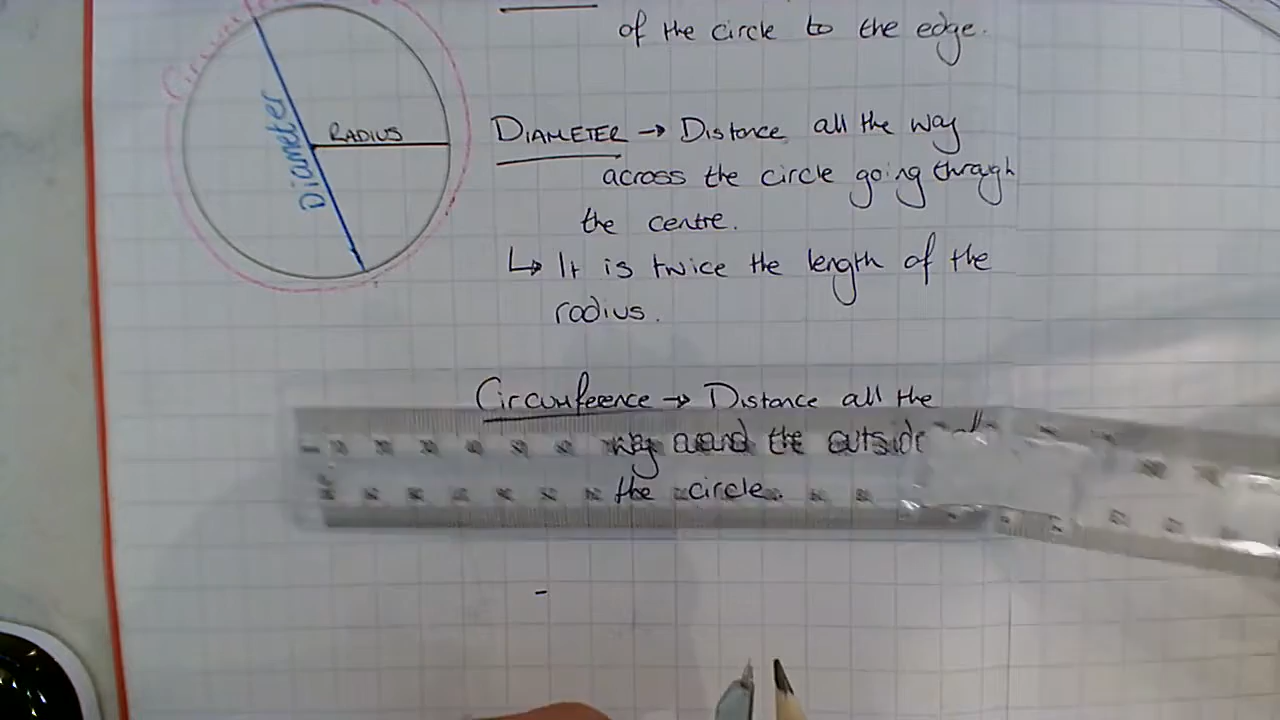 Circumference
of the circle to the edge.
Diameter
RADIUS
DIAMETER → Distance all the way
across the circle going through
the centre.
↳ It is twice the length of the
radius.
Circumference → Distance all the
way around the outside
the circle.